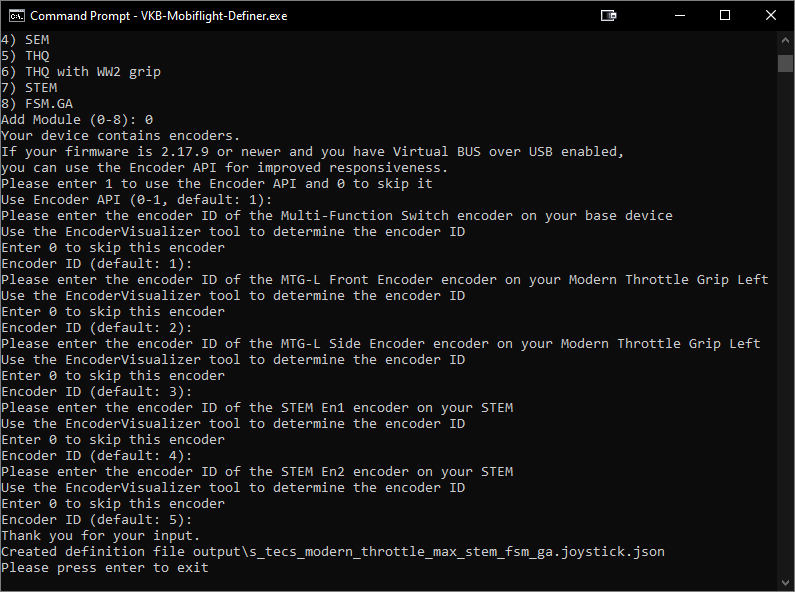 Command Prompt - VKB-Mobiflight-Definer.exe
4) SEM
5) THQ
6) THQ with WW2 grip
7) STEM
8) FSM.GA
Add Module (0-8): 0
Your device contains encoders.
If your firmware is 2.17.9 or newer and you have Virtual BUS over USB enabled,
you can use the Encoder API for improved responsiveness.
Please enter 1 to use the Encoder API and 0 to skip it
Use Encoder API (0-1, default: 1):
Please enter the encoder ID of the Multi-Function Switch encoder on your base device
Use the EncoderVisualizer tool to determine the encoder ID
Enter 0 to skip this encoder
Encoder ID (default: 1):
Please enter the encoder ID of the MTG-L Front Encoder encoder on your Modern Throttle Grip Left
Use the EncoderVisualizer tool to determine the encoder ID
Enter 0 to skip this encoder
Encoder ID (default: 2):
Please enter the encoder ID of the MTG-L Side Encoder encoder on your Modern Throttle Grip Left
Use the EncoderVisualizer tool to determine the encoder ID
Enter 0 to skip this encoder
Encoder ID (default: 3):
Please enter the encoder ID of the STEM En1 encoder on your STEM
Use the EncoderVisualizer tool to determine the encoder ID
Enter 0 to skip this encoder
Encoder ID (default: 4):
Please enter the encoder ID of the STEM En2 encoder on your STEM
Use the EncoderVisualizer tool to determine the encoder ID
Enter 0 to skip this encoder
Encoder ID (default: 5):
Thank you for your input.
Created definition file output\s_tecs_modern_throttle_max_stem_fsm_ga.joystick.json
Please press enter to exit